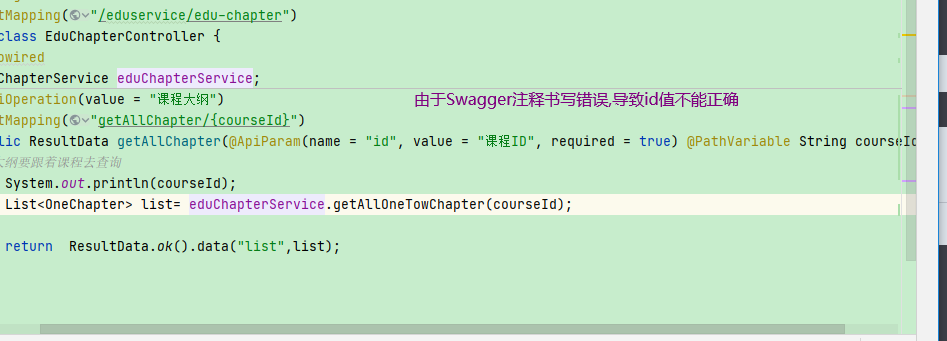 tMapping("/eduservice/edu-chapter")
class EduChapterController {
owired
ChapterService eduChapterService;
iOperation(value = "课程大纲")
由于Swagger注释书写错误,导致id值不能正确
tMapping("getAllChapter/{courseId}")
lic ResultData getAllChapter(@ApiParam(name = "id", value = "课程ID", required = true) @PathVariable String courseId
大纲要跟着课程去查询
System.out.println(courseId);
List<OneChapter> list= eduChapterService.getAllOneTowChapter(courseId);
return  ResultData.ok().data("list",list);